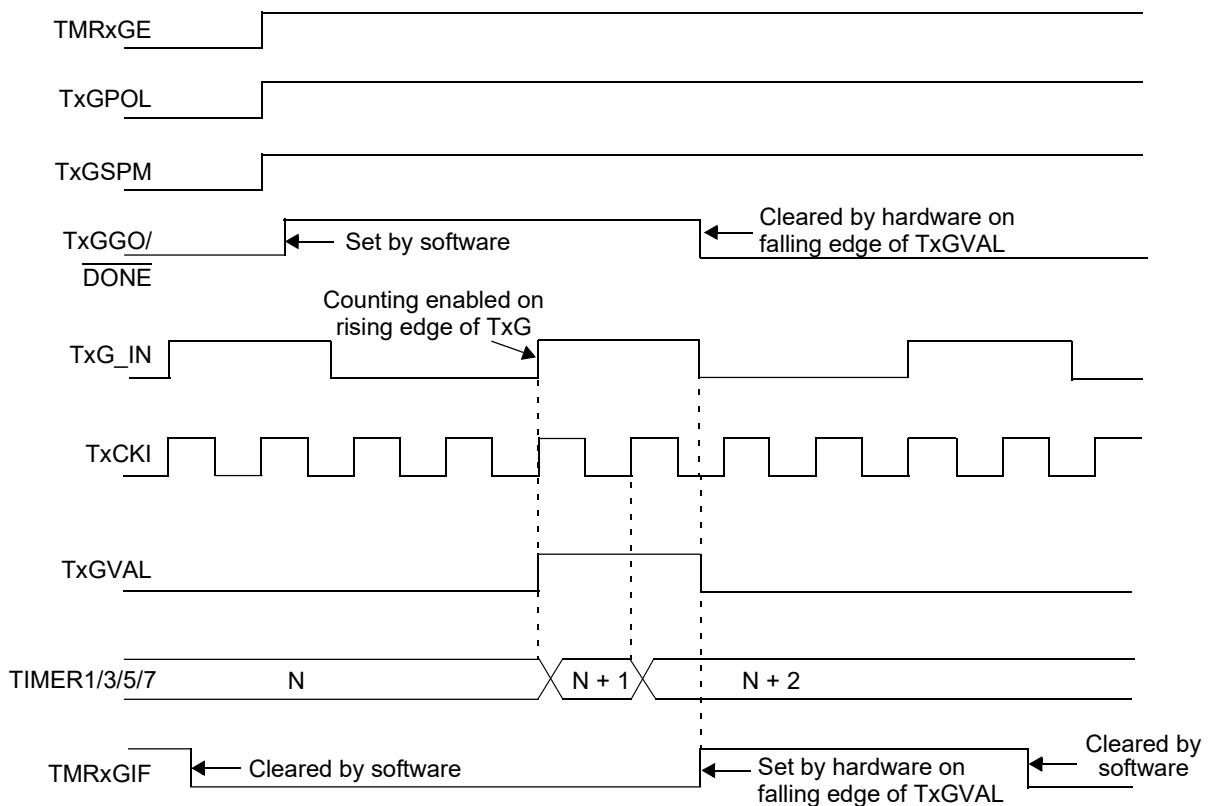 TMRxGE
TxGPOL
TxGSPM
TxGGO/
DONE
Set by software
Cleared by hardware on
falling edge of TxGVAL
Counting enabled on
rising edge of TxG
TxG_IN
TxCKI
TxGVAL
TIMER1/3/5/7
N
N + 1
N + 2
TMRxGIF
Cleared by software
Set by hardware on
falling edge of TxGVAL
Cleared by
software